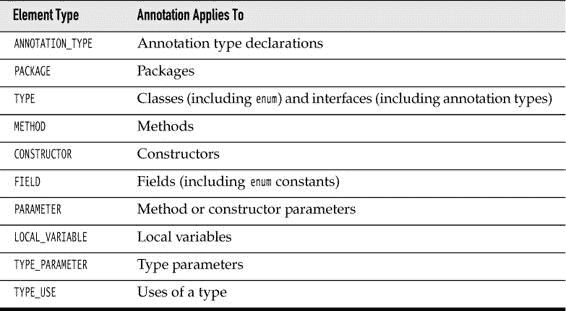 Element Type Annotation Applies To
ANNOTATION_TYPE Annotation type declarations
PACKAGE Packages
TYPE Classes (including enum) and interfaces (including annotation types)
METHOD Methods
CONSTRUCTOR Constructors
FIELD Fields (including enum constants)
PARAMETER Method or constructor parameters
LOCAL_VARIABLE Local variables
TYPE_PARAMETER Type parameters
TYPE_USE Uses of a type